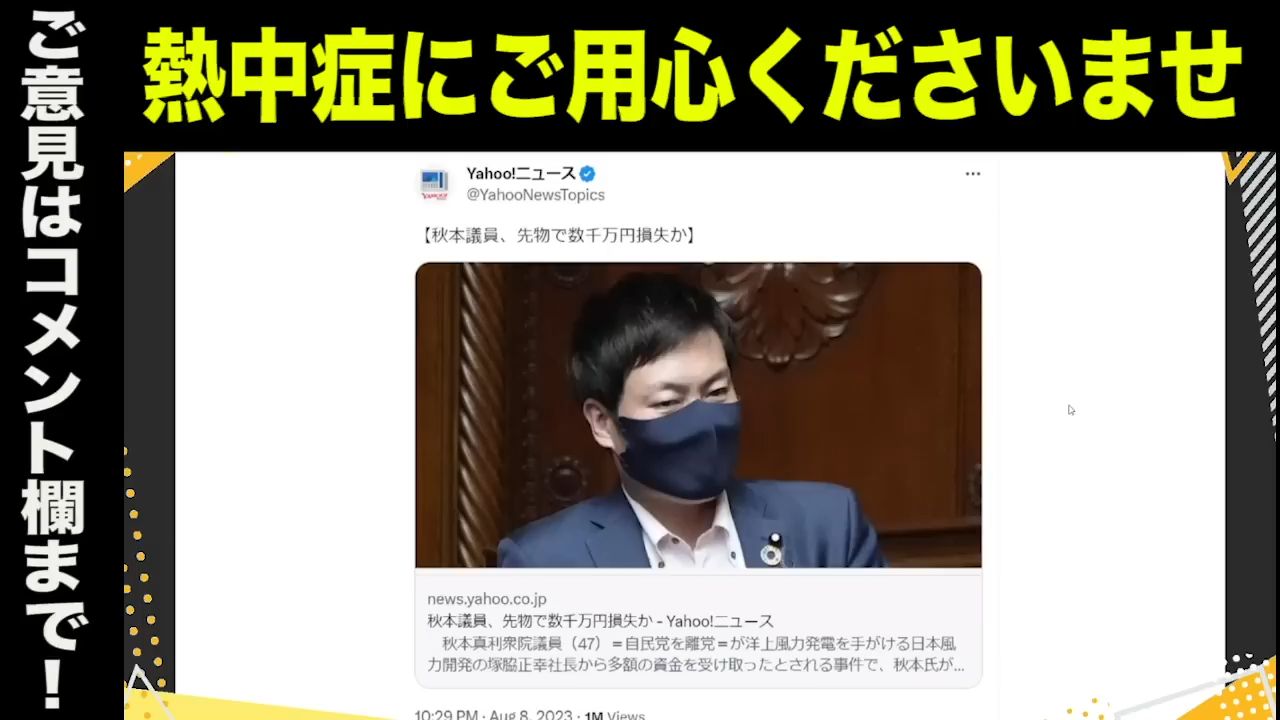 熱中症にご用心くださいませ
ご意見はコメント欄まで！
Yahoo!ニュース
@YahooNewsTopics
【秋本議員、先物で数千万円損失か】
news.yahoo.co.jp
秋本議員、先物で数千万円損失か - Yahoo!ニュース
秋本真利衆院議員（47）＝自民党を離党＝が洋上風力発電を手がける日本風
力開発の塚脇正幸社長から多額の資金を受け取ったとされる事件で、秋本氏が...
10:29 PM · Aug 8, 2023 · 1M Views